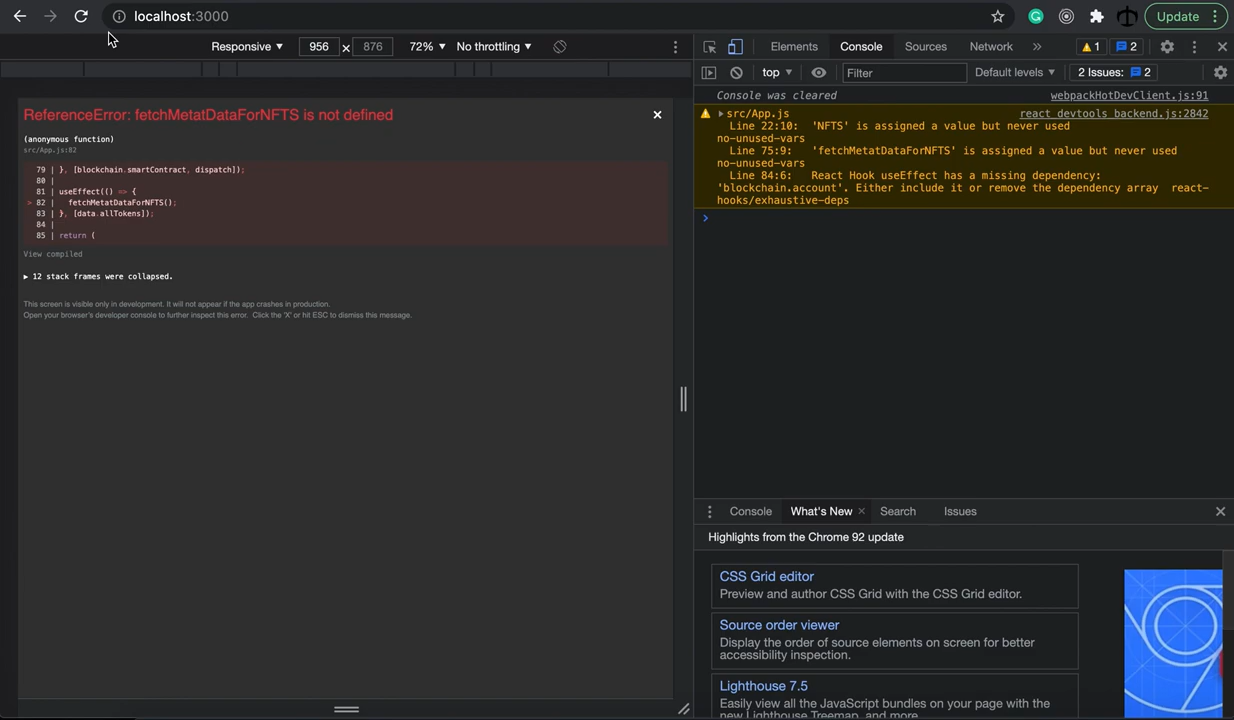 localhost:3000
Update
Responsive
956
×
876
72%
No throttling
Elements
Console
Sources
Network
»
1
2
top
Filter
Default levels
2 Issues:
2
ReferenceError: fetchMetatDataForNFTS is not defined
(anonymous function)
src/App.js:82
79 | }, [blockchain.smartContract, dispatch]);
80 |
81 | useEffect(() => {
> 82 |   fetchMetatDataForNFTS();
83 | }, [data.allTokens]);
84 |
85 | return (
View compiled
▶ 12 stack frames were collapsed.
This screen is visible only in development. It will not appear if the app crashes in production.
Open your browser's developer console to further inspect this error. Click the 'X' or hit ESC to dismiss this message.
Console was cleared
webpackHotDevClient.js:91
src/App.js
react devtools backend.js:2842
Line 22:10: 'NFTS' is assigned a value but never used
no-unused-vars
Line 75:9: 'fetchMetatDataForNFTS' is assigned a value but never used
no-unused-vars
Line 84:6: React Hook useEffect has a missing dependency:
'blockchain.account'. Either include it or remove the dependency array react-
hooks/exhaustive-deps
Console
What's New
Search
Issues
Highlights from the Chrome 92 update
CSS Grid editor
Preview and author CSS Grid with the CSS Grid editor.
Source order viewer
Display the order of source elements on screen for better
accessibility inspection.
Lighthouse 7.5
Easily view all the JavaScript bundles on your page with the
new Lighthouse Treemap, and more.